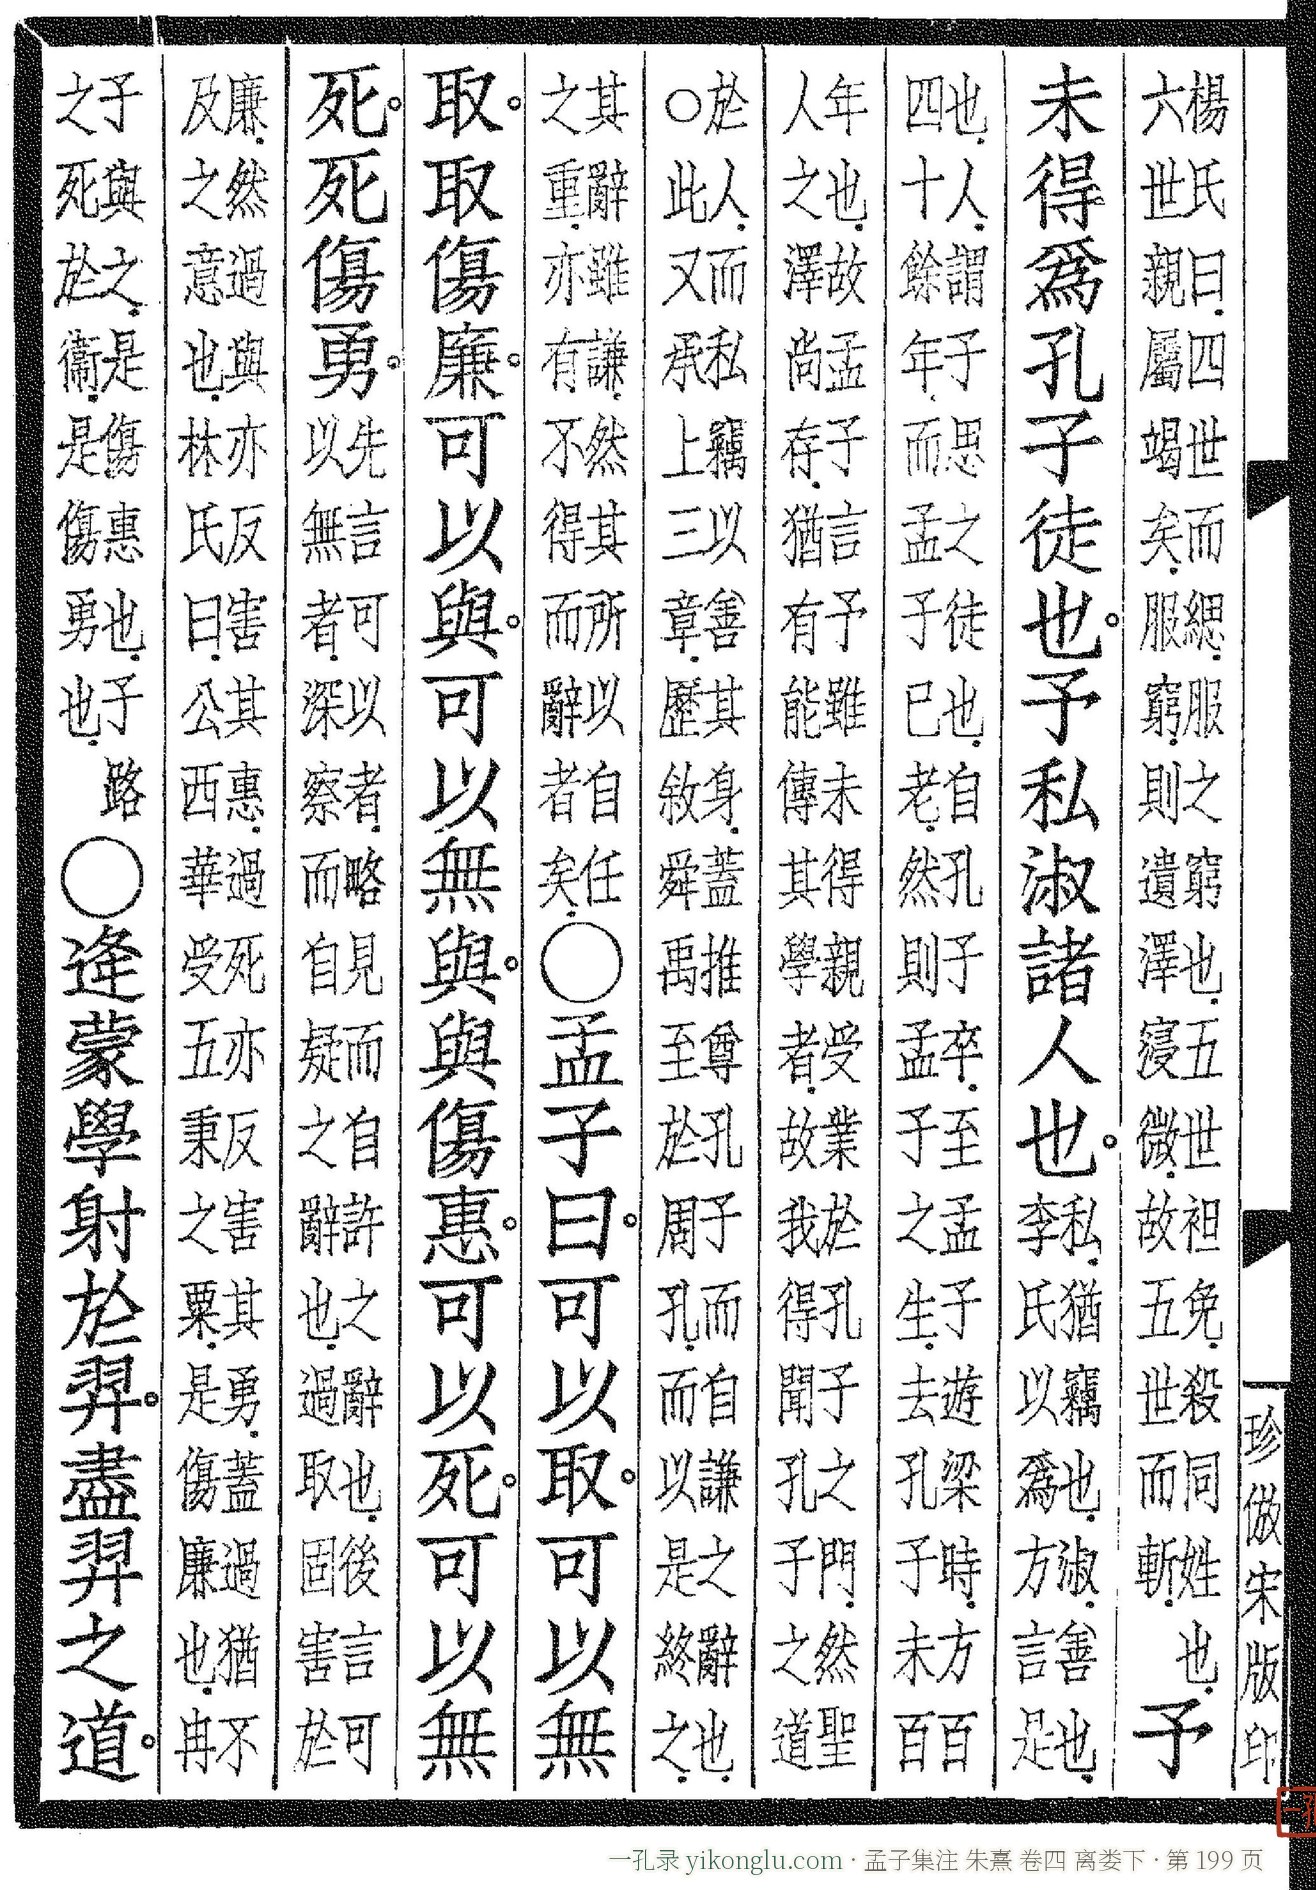 珍倣宋版印
楊氏曰.四世而緦.服之窮也.五世袒免.殺同姓也.
六世親屬竭矣.服窮.則遺澤寖微.故五世而斬.
予
未得爲孔子徒也。予私淑諸人也。
私.猶竊也.淑.善也.
李氏以爲方言是也.
也.人.謂子思之徒也.自孔子卒.至孟子遊梁時.方百
四十餘年.而孟子已老.然則孟子之生.去孔子未百
年也.故孟子言予雖未得親受業於孔子之門.然聖
人之澤尚存.猶有能傳其學者.故我得聞孔子之道
於人.而私竊以善其身.蓋推尊孔子而自謙之辭也.
○此又承上三章.歷敘舜禹至於周孔.而以是終之.
其辭雖謙.然其所以自任
之重.亦有不得而辭者矣.
○孟子曰。可以取。可以無
取。取傷廉。可以與。可以無與。與傷惠。可以死。可以無
死。死傷勇。
先言可以者.略見而自許之辭也.後言可
以無者.深察而自疑之辭也.過取固害於
廉.然過與亦反害其惠.過死亦反害其勇.蓋過猶不
及之意也.林氏曰.公西華受五秉之粟.是傷廉也.冉
子與之.是傷惠也.子路
之死於衞.是傷勇也.
○逄蒙學射於羿。盡羿之道。
一孔录 yikonglu.com · 孟子集注 朱熹 卷四 离娄下 · 第 199 页